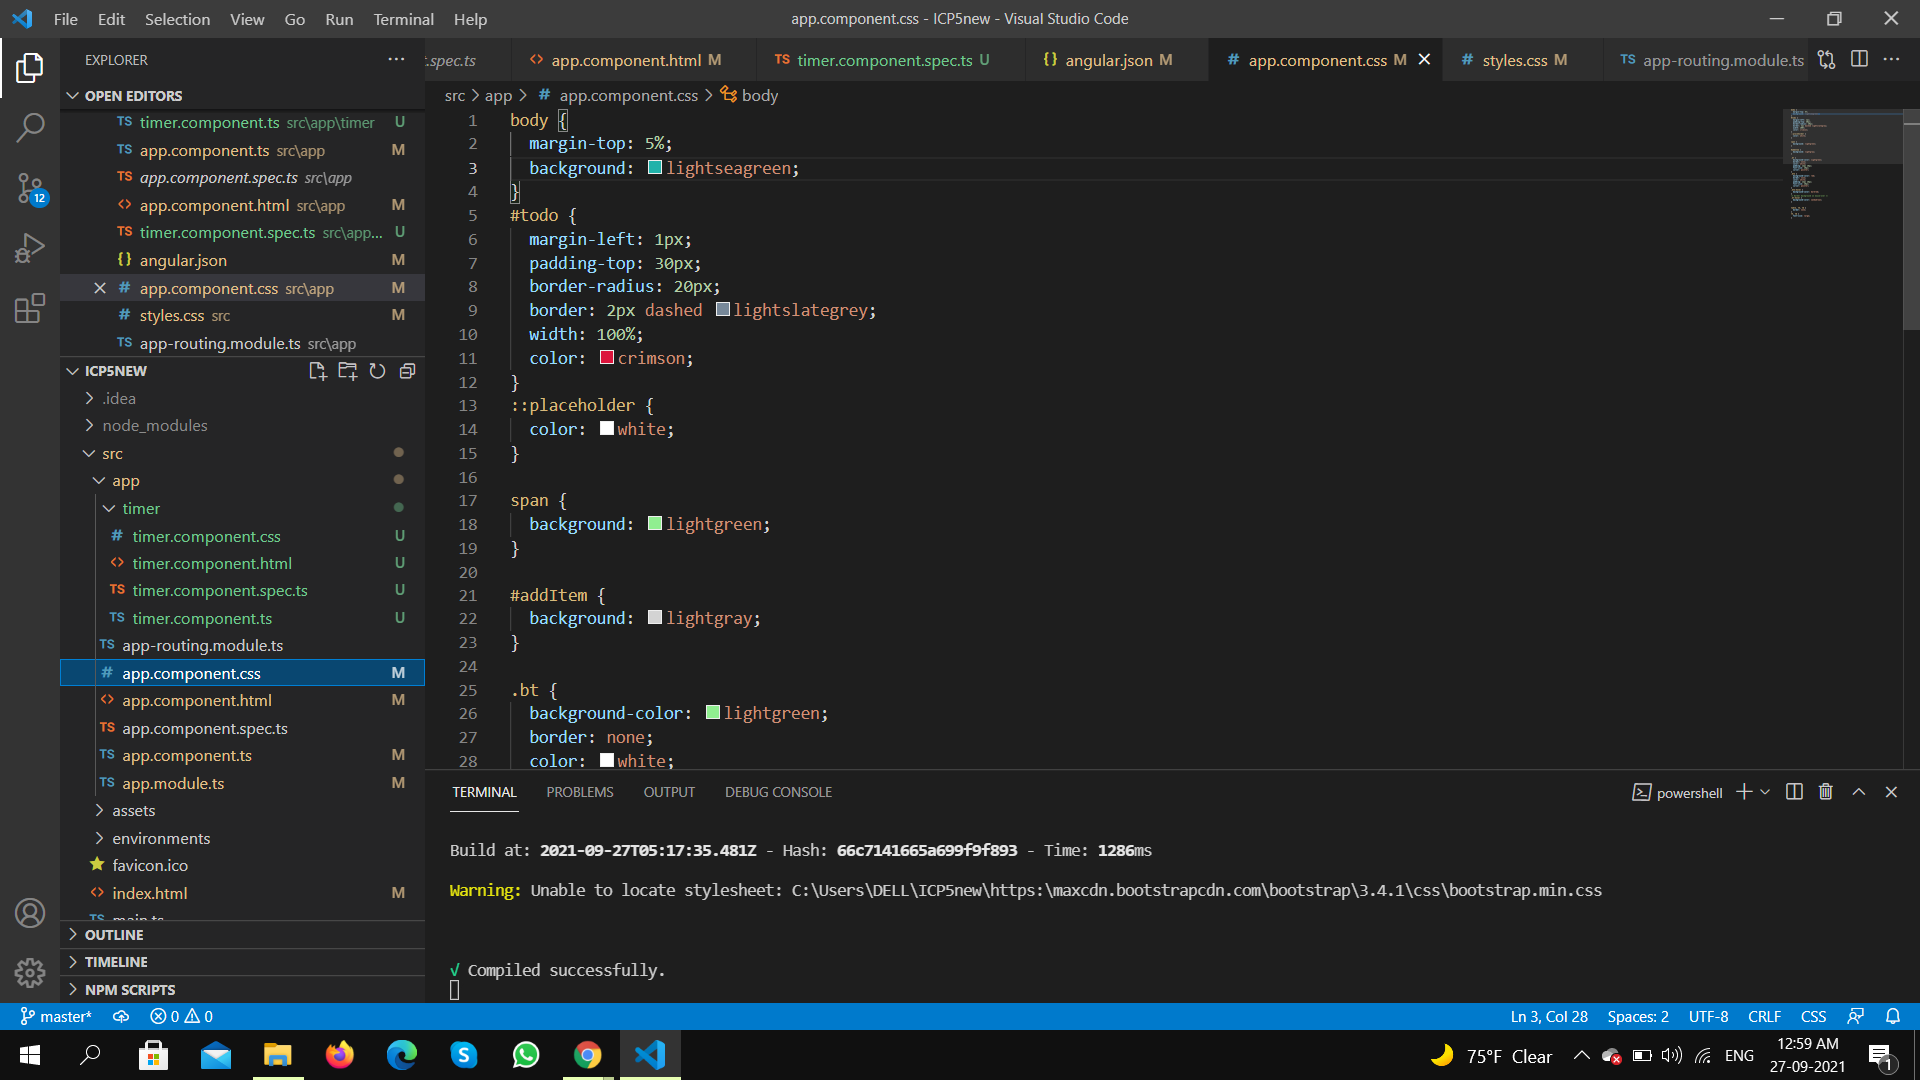 File Edit Selection View Go Run Terminal Help
app.component.css - ICP5new - Visual Studio Code
EXPLORER
.spec.ts
app.component.html M
TS timer.component.spec.ts U
{} angular.json M
# app.component.css M
# styles.css M
TS app-routing.module.ts
OPEN EDITORS
TS timer.component.ts src\app\timer U
TS app.component.ts src\app M
TS app.component.spec.ts src\app
<> app.component.html src\app M
TS timer.component.spec.ts src\app... U
{} angular.json M
# app.component.css src\app M
# styles.css src M
TS app-routing.module.ts src\app
ICP5NEW
.idea
node_modules
src
app
timer
# timer.component.css U
<> timer.component.html U
TS timer.component.spec.ts U
TS timer.component.ts U
TS app-routing.module.ts
# app.component.css M
<> app.component.html M
TS app.component.spec.ts
TS app.component.ts M
TS app.module.ts M
assets
environments
favicon.ico
<> index.html M
TS main.ts
OUTLINE
TIMELINE
NPM SCRIPTS
12
src > app > # app.component.css > body
1 body {
2 margin-top: 5%;
3 background: lightseagreen;
4 }
5 #todo {
6 margin-left: 1px;
7 padding-top: 30px;
8 border-radius: 20px;
9 border: 2px dashed lightslategrey;
10 width: 100%;
11 color: crimson;
12 }
13 ::placeholder {
14 color: white;
15 }
16
17 span {
18 background: lightgreen;
19 }
20
21 #addItem {
22 background: lightgray;
23 }
24
25 .bt {
26 background-color: lightgreen;
27 border: none;
28 color: white;
TERMINAL PROBLEMS OUTPUT DEBUG CONSOLE
powershell
Build at: 2021-09-27T05:17:35.481Z - Hash: 66c7141665a699f9f893 - Time: 1286ms
Warning: Unable to locate stylesheet: C:\Users\DELL\ICP5new\https:\maxcdn.bootstrapcdn.com\bootstrap\3.4.1\css\bootstrap.min.css
√ Compiled successfully.
master* 0 0
Ln 3, Col 28 Spaces: 2 UTF-8 CRLF CSS
75°F Clear
ENG
12:59 AM
27-09-2021
1